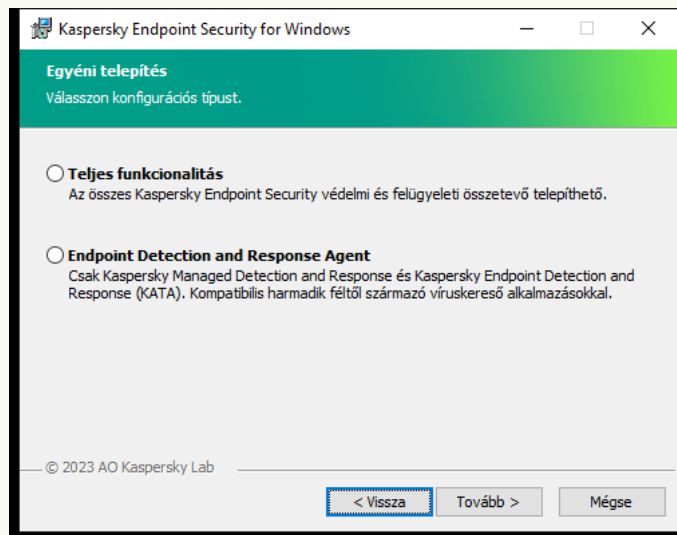 Kaspersky Endpoint Security for Windows
Egyéni telepítés
Válasszon konfigurációs típust.
Teljes funkcionalitás
Az összes Kaspersky Endpoint Security védelmi és felügyeleti összetevő telepíthető.
Endpoint Detection and Response Agent
Csak Kaspersky Managed Detection and Response és Kaspersky Endpoint Detection and
Response (KATA). Kompatibilis harmadik féltől származó víruskereső alkalmazásokkal.
© 2023 AO Kaspersky Lab
< Vissza Tovább > Mégse